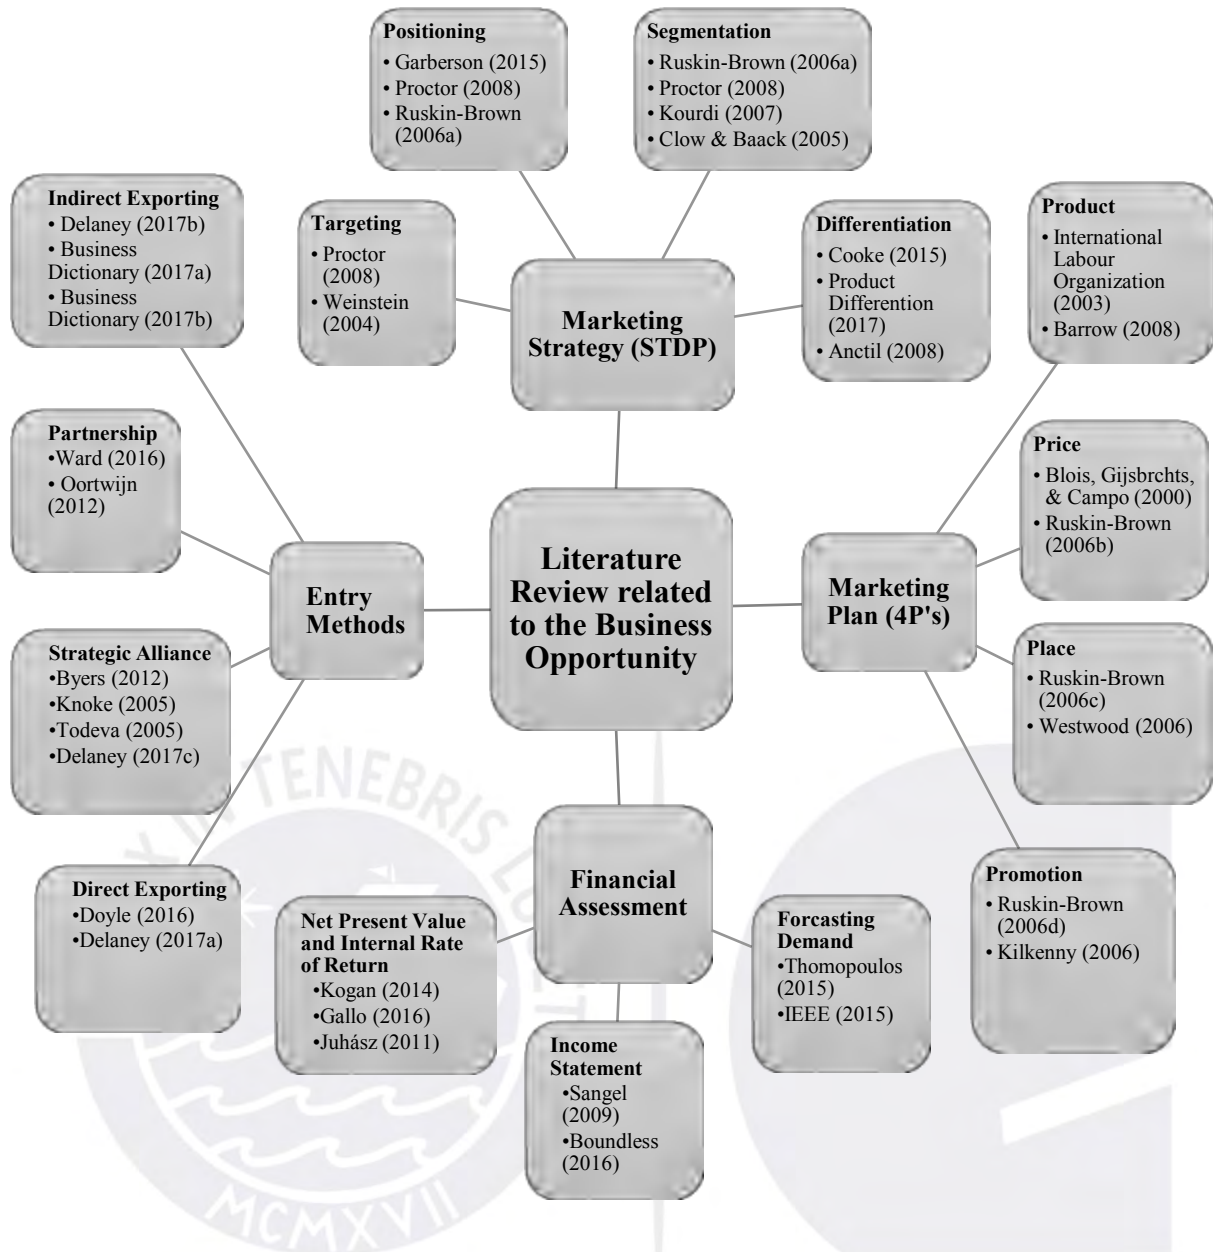 Positioning
• Garberson (2015)
• Proctor (2008)
• Ruskin-Brown
(2006a)
Segmentation
• Ruskin-Brown (2006a)
• Proctor (2008)
• Kourdi (2007)
• Clow & Baack (2005)
Indirect Exporting
• Delaney (2017b)
• Business
Dictionary (2017a)
• Business
Dictionary (2017b)
Targeting
• Proctor
(2008)
• Weinstein
(2004)
Marketing
Strategy (STDP)
Differentiation
• Cooke (2015)
• Product
Differention
(2017)
• Anctil (2008)
Product
• International
Labour
Organization
(2003)
• Barrow (2008)
Partnership
•Ward (2016)
• Oortwijn
(2012)
Price
• Blois, Gijsbrchts,
& Campo (2000)
• Ruskin-Brown
(2006b)
Entry
Methods
Literature
Review related
to the Business
Opportunity
Marketing
Plan (4P's)
Strategic Alliance
•Byers (2012)
•Knoke (2005)
•Todeva (2005)
•Delaney (2017c)
Place
• Ruskin-Brown
(2006c)
• Westwood (2006)
Direct Exporting
•Doyle (2016)
•Delaney (2017a)
Financial
Assessment
Promotion
• Ruskin-Brown
(2006d)
• Kilkenny (2006)
Net Present Value
and Internal Rate
of Return
•Kogan (2014)
•Gallo (2016)
•Juhász (2011)
Forcasting
Demand
•Thomopoulos
(2015)
•IEEE (2015)
Income
Statement
•Sangel
(2009)
•Boundless
(2016)
TENEBRIS
MCMXVII